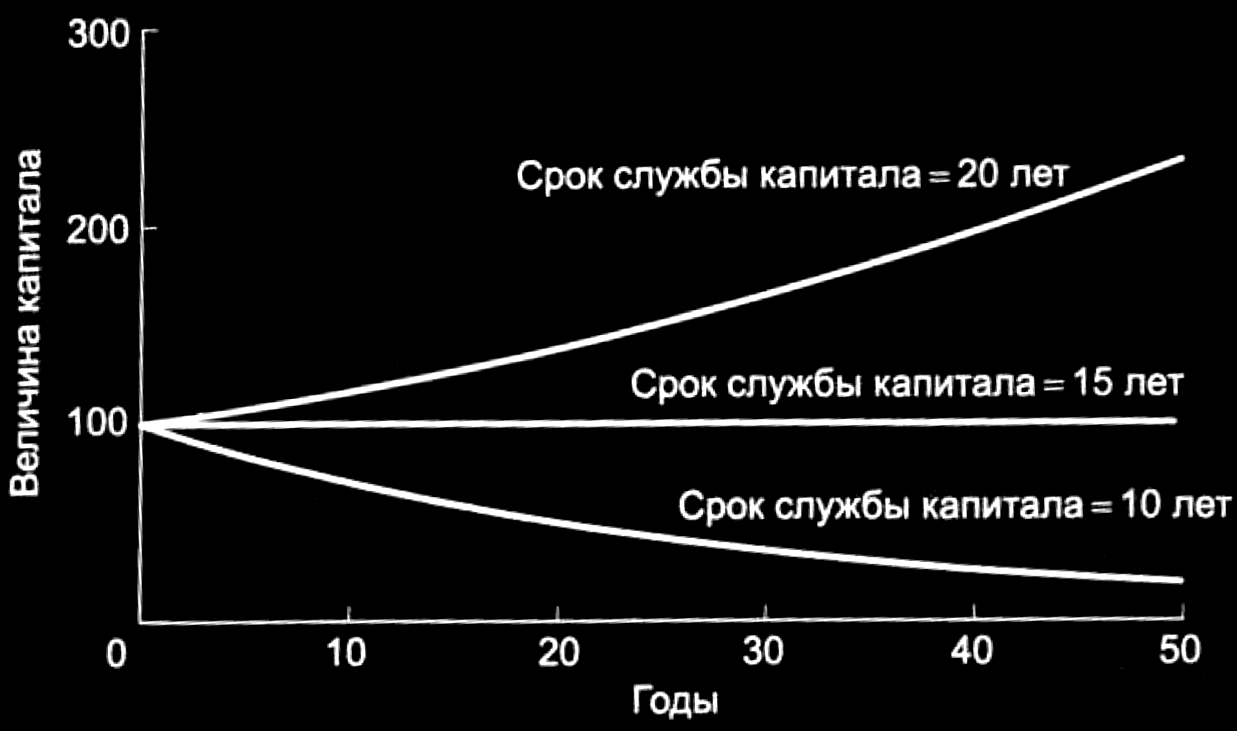 300
Срок службы капитала = 20 лет
200
Величина капитала
Срок службы капитала = 15 лет
100
Срок службы капитала = 10 лет
0 10 20 30 40 50
Годы